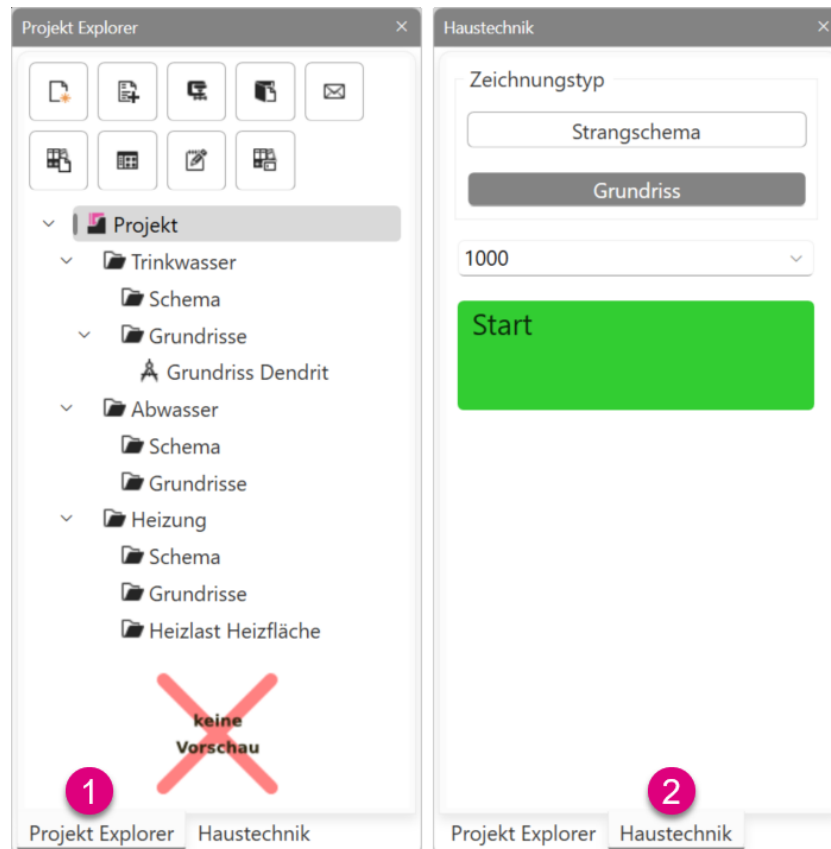 Projekt Explorer
Projekt
Trinkwasser
Schema
Grundrisse
Grundriss Dendrit
Abwasser
Schema
Grundrisse
Heizung
Schema
Grundrisse
Heizlast Heizfläche
keine
Vorschau
1
Projekt Explorer Haustechnik
Haustechnik
Zeichnungstyp
Strangschema
Grundriss
1000
Start
2
Projekt Explorer Haustechnik